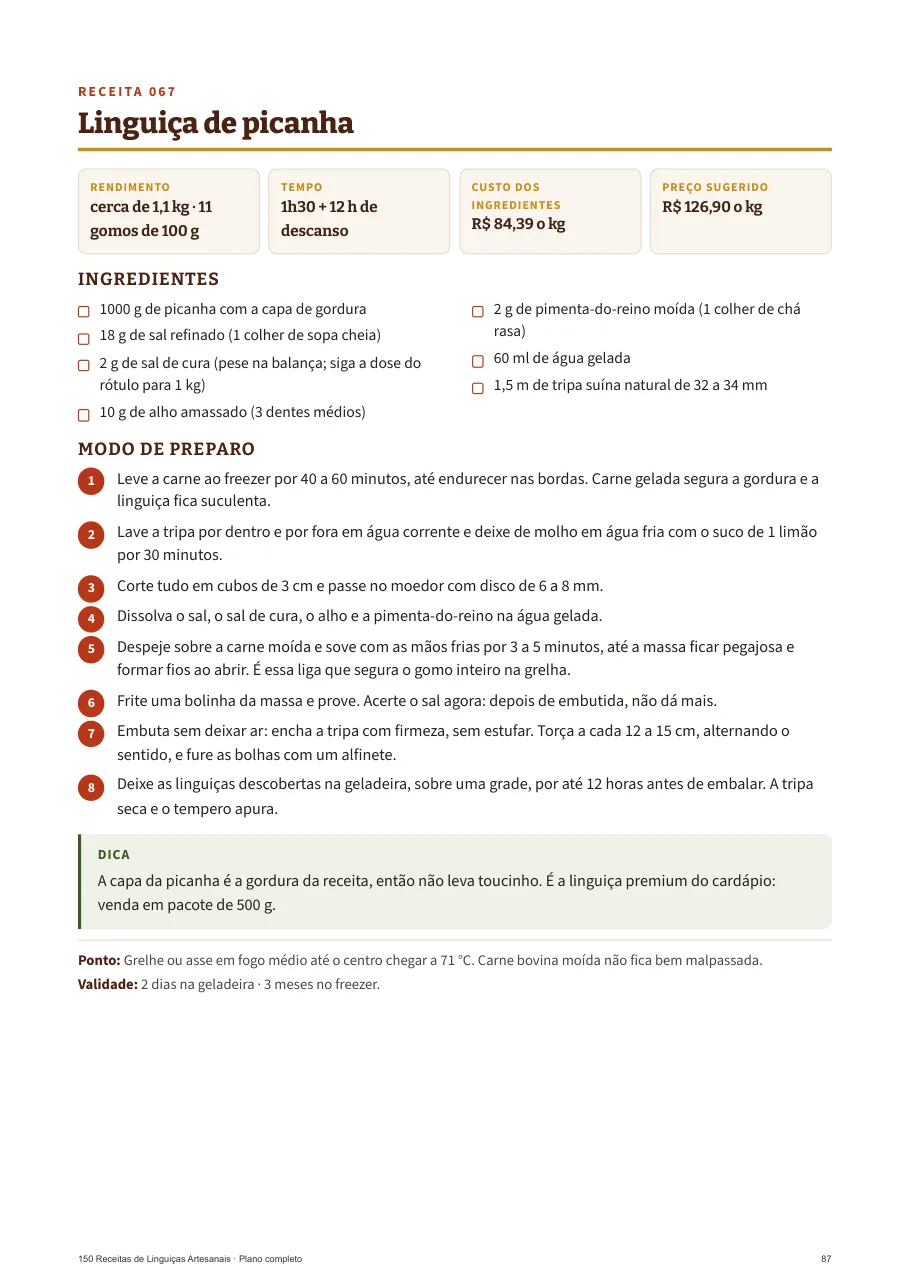 RECEITA 067
Linguiça de picanha
RENDIMENTO
cerca de 1,1 kg · 11
gomos de 100 g
TEMPO
1h30 + 12 h de
descanso
CUSTO DOS
INGREDIENTES
R$ 84,39 o kg
PREÇO SUGERIDO
R$ 126,90 o kg
INGREDIENTES
1000 g de picanha com a capa de gordura
18 g de sal refinado (1 colher de sopa cheia)
2 g de sal de cura (pese na balança; siga a dose do
rótulo para 1 kg)
10 g de alho amassado (3 dentes médios)
2 g de pimenta-do-reino moída (1 colher de chá
rasa)
60 ml de água gelada
1,5 m de tripa suína natural de 32 a 34 mm
MODO DE PREPARO
1 Leve a carne ao freezer por 40 a 60 minutos, até endurecer nas bordas. Carne gelada segura a gordura e a
linguiça fica suculenta.
2 Lave a tripa por dentro e por fora em água corrente e deixe de molho em água fria com o suco de 1 limão
por 30 minutos.
3 Corte tudo em cubos de 3 cm e passe no moedor com disco de 6 a 8 mm.
4 Dissolva o sal, o sal de cura, o alho e a pimenta-do-reino na água gelada.
5 Despeje sobre a carne moída e sove com as mãos frias por 3 a 5 minutos, até a massa ficar pegajosa e
formar fios ao abrir. É essa liga que segura o gomo inteiro na grelha.
6 Frite uma bolinha da massa e prove. Acerte o sal agora: depois de embutida, não dá mais.
7 Embuta sem deixar ar: encha a tripa com firmeza, sem estufar. Torça a cada 12 a 15 cm, alternando o
sentido, e fure as bolhas com um alfinete.
8 Deixe as linguiças descobertas na geladeira, sobre uma grade, por até 12 horas antes de embalar. A tripa
seca e o tempero apura.
DICA
A capa da picanha é a gordura da receita, então não leva toucinho. É a linguiça premium do cardápio:
venda em pacote de 500 g.
Ponto: Grelhe ou asse em fogo médio até o centro chegar a 71 °C. Carne bovina moída não fica bem malpassada.
Validade: 2 dias na geladeira · 3 meses no freezer.
150 Receitas de Linguiças Artesanais · Plano completo
87